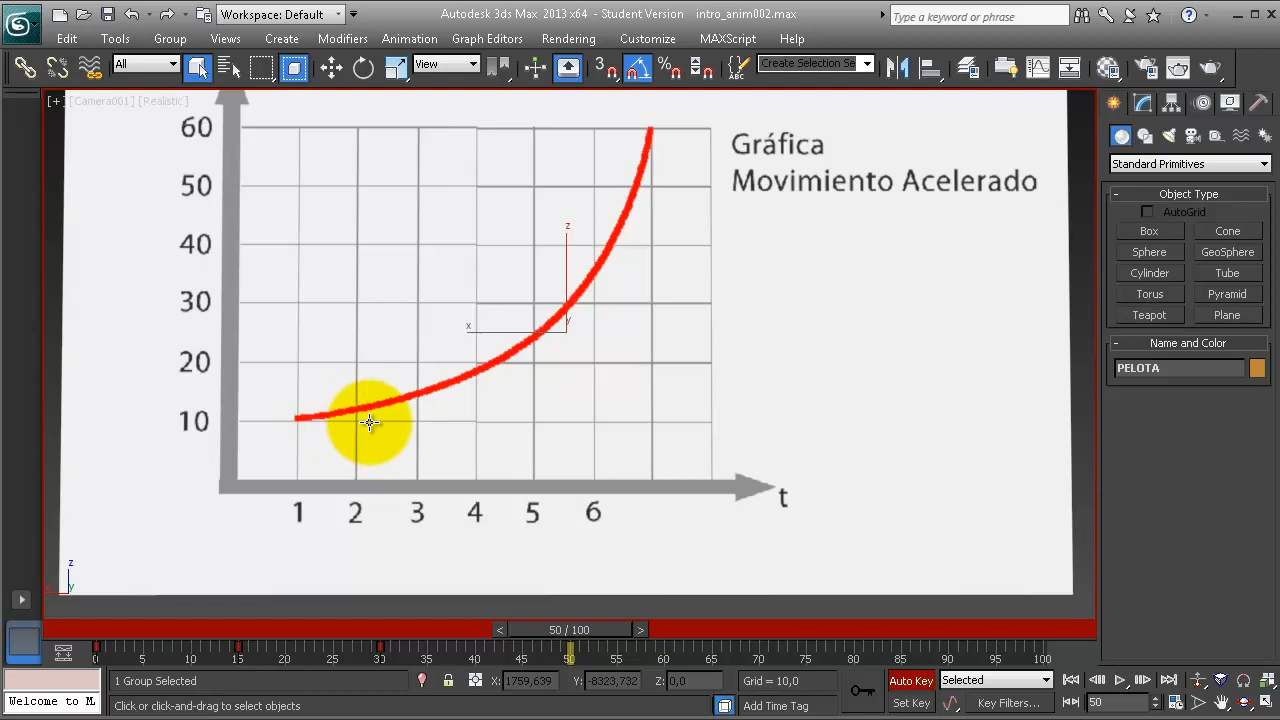 Workspace: Default
Autodesk 3ds Max 2013 x64 - Student Version intro_anim002.max
Type a keyword or phrase
Edit Tools Group Views Create Modifiers Animation Graph Editors Rendering Customize MAXScript Help
All
View
3
Create Selection Se
[+] [Camera001] [Realistic]
60
50
40
30
20
10
1 2 3 4 5 6
t
Gráfica
Movimiento Acelerado
z
x
y
z
y
Standard Primitives
Object Type
AutoGrid
Box Cone
Sphere GeoSphere
Cylinder Tube
Torus Pyramid
Teapot Plane
Name and Color
PELOTA
< 50 / 100 >
0 5 10 15 20 25 30 35 40 45 50 55 60 65 70 75 80 85 90 95 100
1 Group Selected
X: 1759,639 Y: -8323,732 Z: 0,0
Grid = 10,0
Auto Key
Selected
Welcome to M
Click or click-and-drag to select objects
Add Time Tag
Set Key
Key Filters...
50